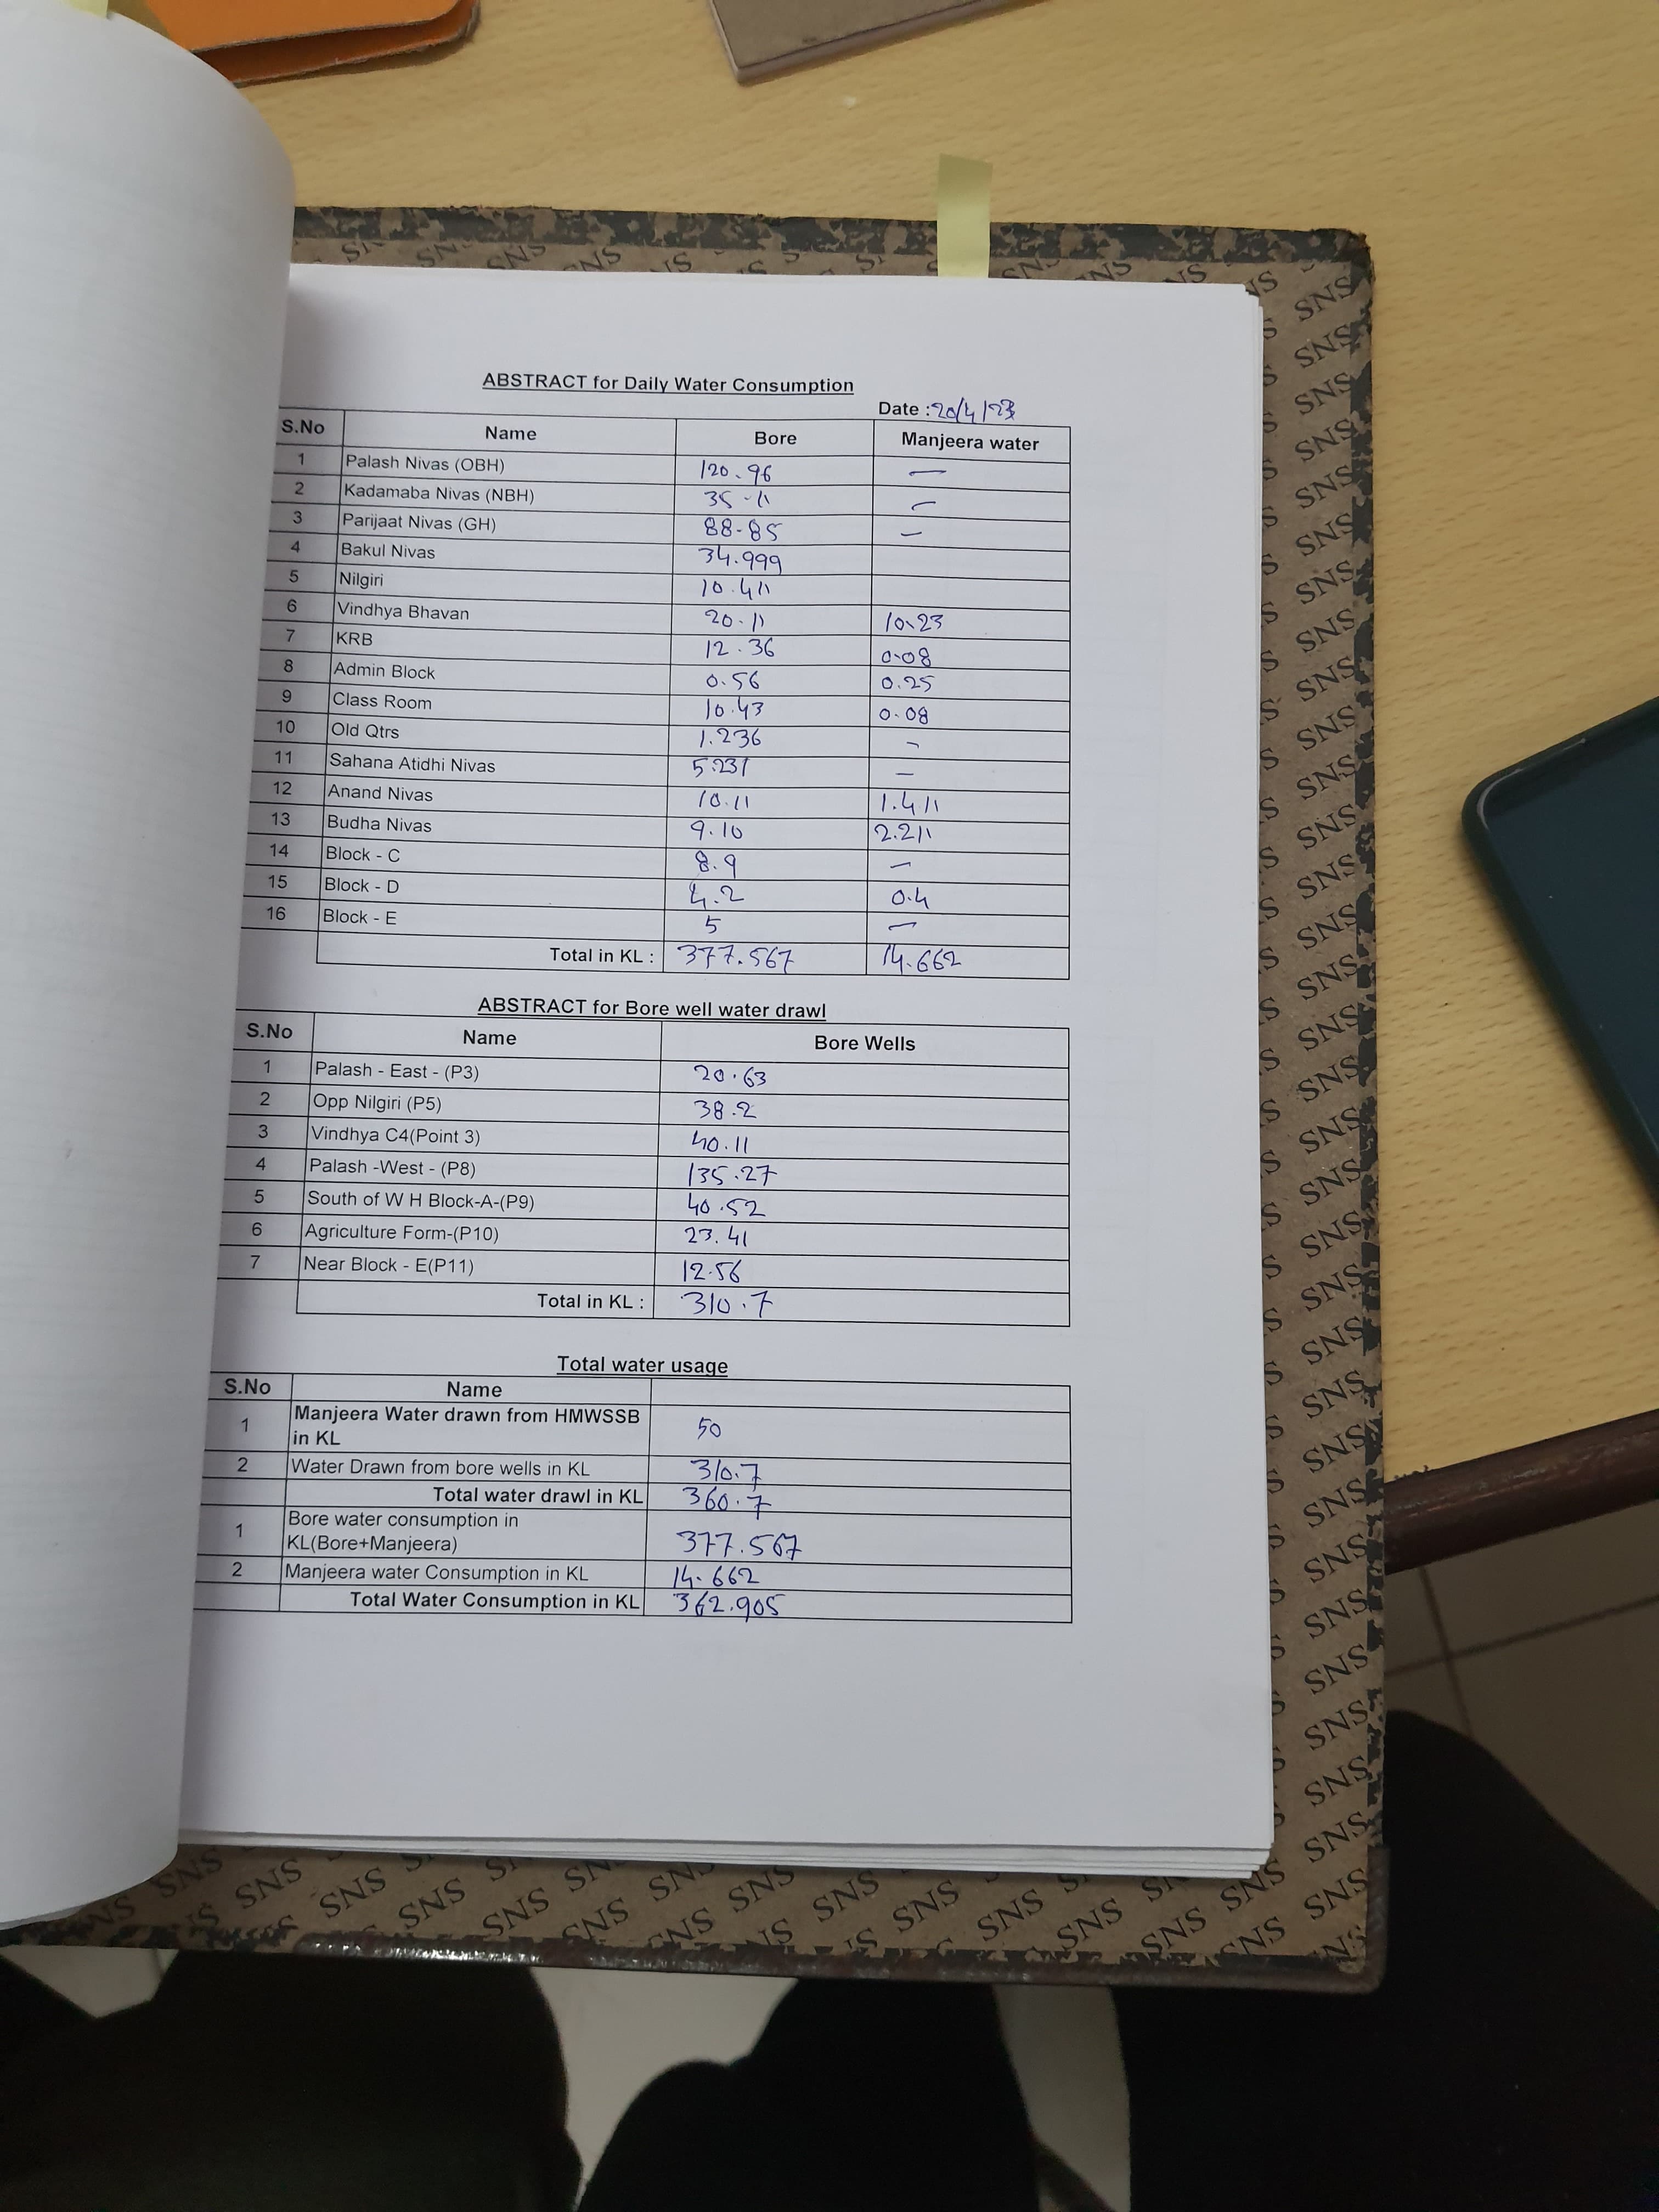 ABSTRACT for Daily Water Consumption
Date : 20/4/23
S.No Name Bore Manjeera water
1 Palash Nivas (OBH) 120.96 —
2 Kadamaba Nivas (NBH) 35.11 —
3 Parijaat Nivas (GH) 88.85 —
4 Bakul Nivas 34.999
5 Nilgiri 10.411
6 Vindhya Bhavan 20.11 10.23
7 KRB 12.36 0.08
8 Admin Block 0.56 0.25
9 Class Room 10.43 0.08
10 Old Qtrs 1.236 -
11 Sahana Atidhi Nivas 5.231 —
12 Anand Nivas 10.11 1.411
13 Budha Nivas 9.10 2.211
14 Block - C 8.9 —
15 Block - D 4.2 0.4
16 Block - E 5 —
Total in KL : 377.567 14.662
ABSTRACT for Bore well water drawl
S.No Name Bore Wells
1 Palash - East - (P3) 20.63
2 Opp Nilgiri (P5) 38.2
3 Vindhya C4(Point 3) 40.11
4 Palash -West - (P8) 135.27
5 South of W H Block-A-(P9) 40.52
6 Agriculture Form-(P10) 23.41
7 Near Block - E(P11) 12.56
Total in KL : 310.7
Total water usage
S.No Name
1 Manjeera Water drawn from HMWSSB
in KL 50
2 Water Drawn from bore wells in KL 310.7
Total water drawl in KL 360.7
1 Bore water consumption in
KL(Bore+Manjeera) 377.567
2 Manjeera water Consumption in KL 14.662
Total Water Consumption in KL 362.905